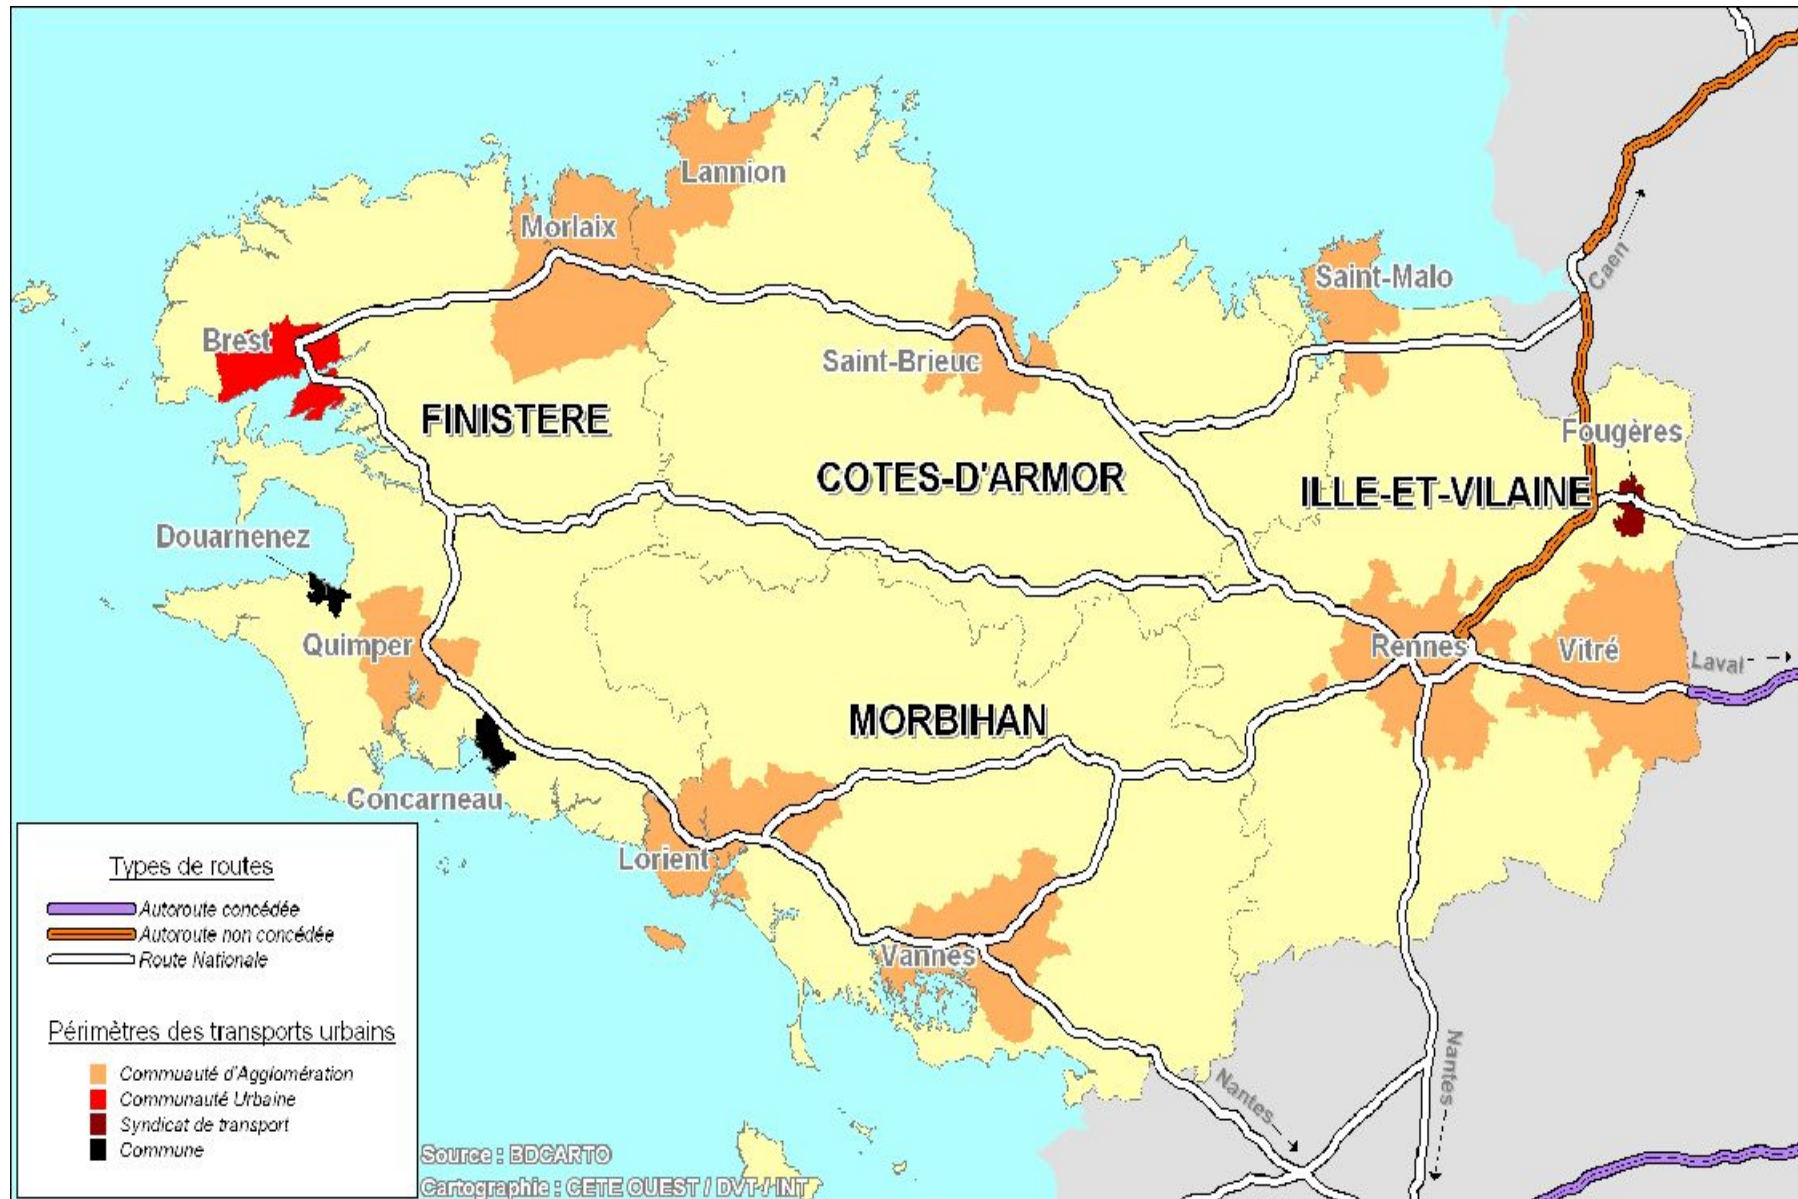 Lannion
Morlaix
Caen
Saint-Malo
Brest
Saint-Brieuc
FINISTERE
Fougères
COTES-D'ARMOR
ILLE-ET-VILAINE
Douarnenez
Quimper
Rennes
Vitré
Laval
MORBIHAN
Concarneau
Lorient
Vannes
Nantes
Nantes
Types de routes
Autoroute concédée
Autoroute non concédée
Route Nationale
Périmètres des transports urbains
Commuauté d'Agglomération
Communauté Urbaine
Syndicat de transport
Commune
Source : BDCARTO
Cartographie : CETE OUEST / DVT / INT